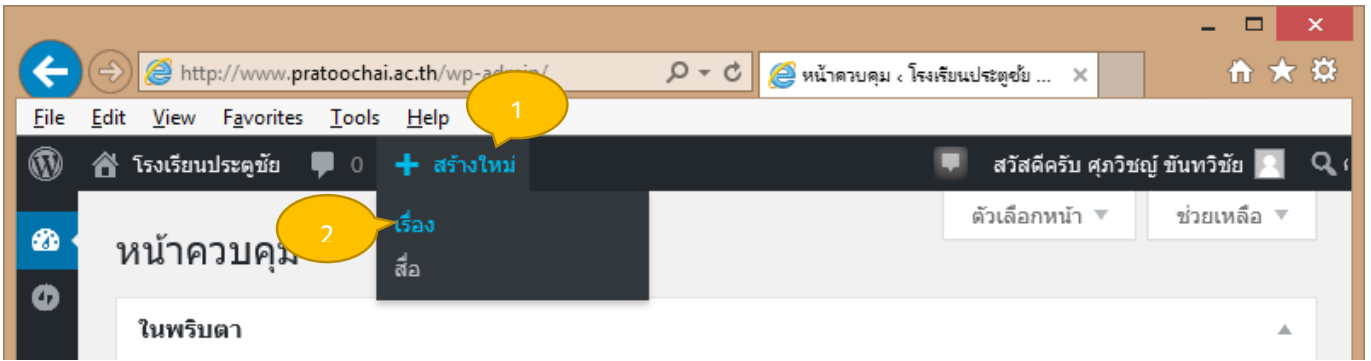 http://www.pratoochai.ac.th/wp-admin/
หน้าควบคุม ‹ โรงเรียนประตูชัย ...
File Edit View Favorites Tools Help
1
โรงเรียนประตูชัย 0 + สร้างใหม่ สวัสดีครับ ศุภวิชญ์ ขันทวิชัย
เรื่อง
2
สื่อ
ตัวเลือกหน้า ช่วยเหลือ
หน้าควบคุม
ในพริบตา